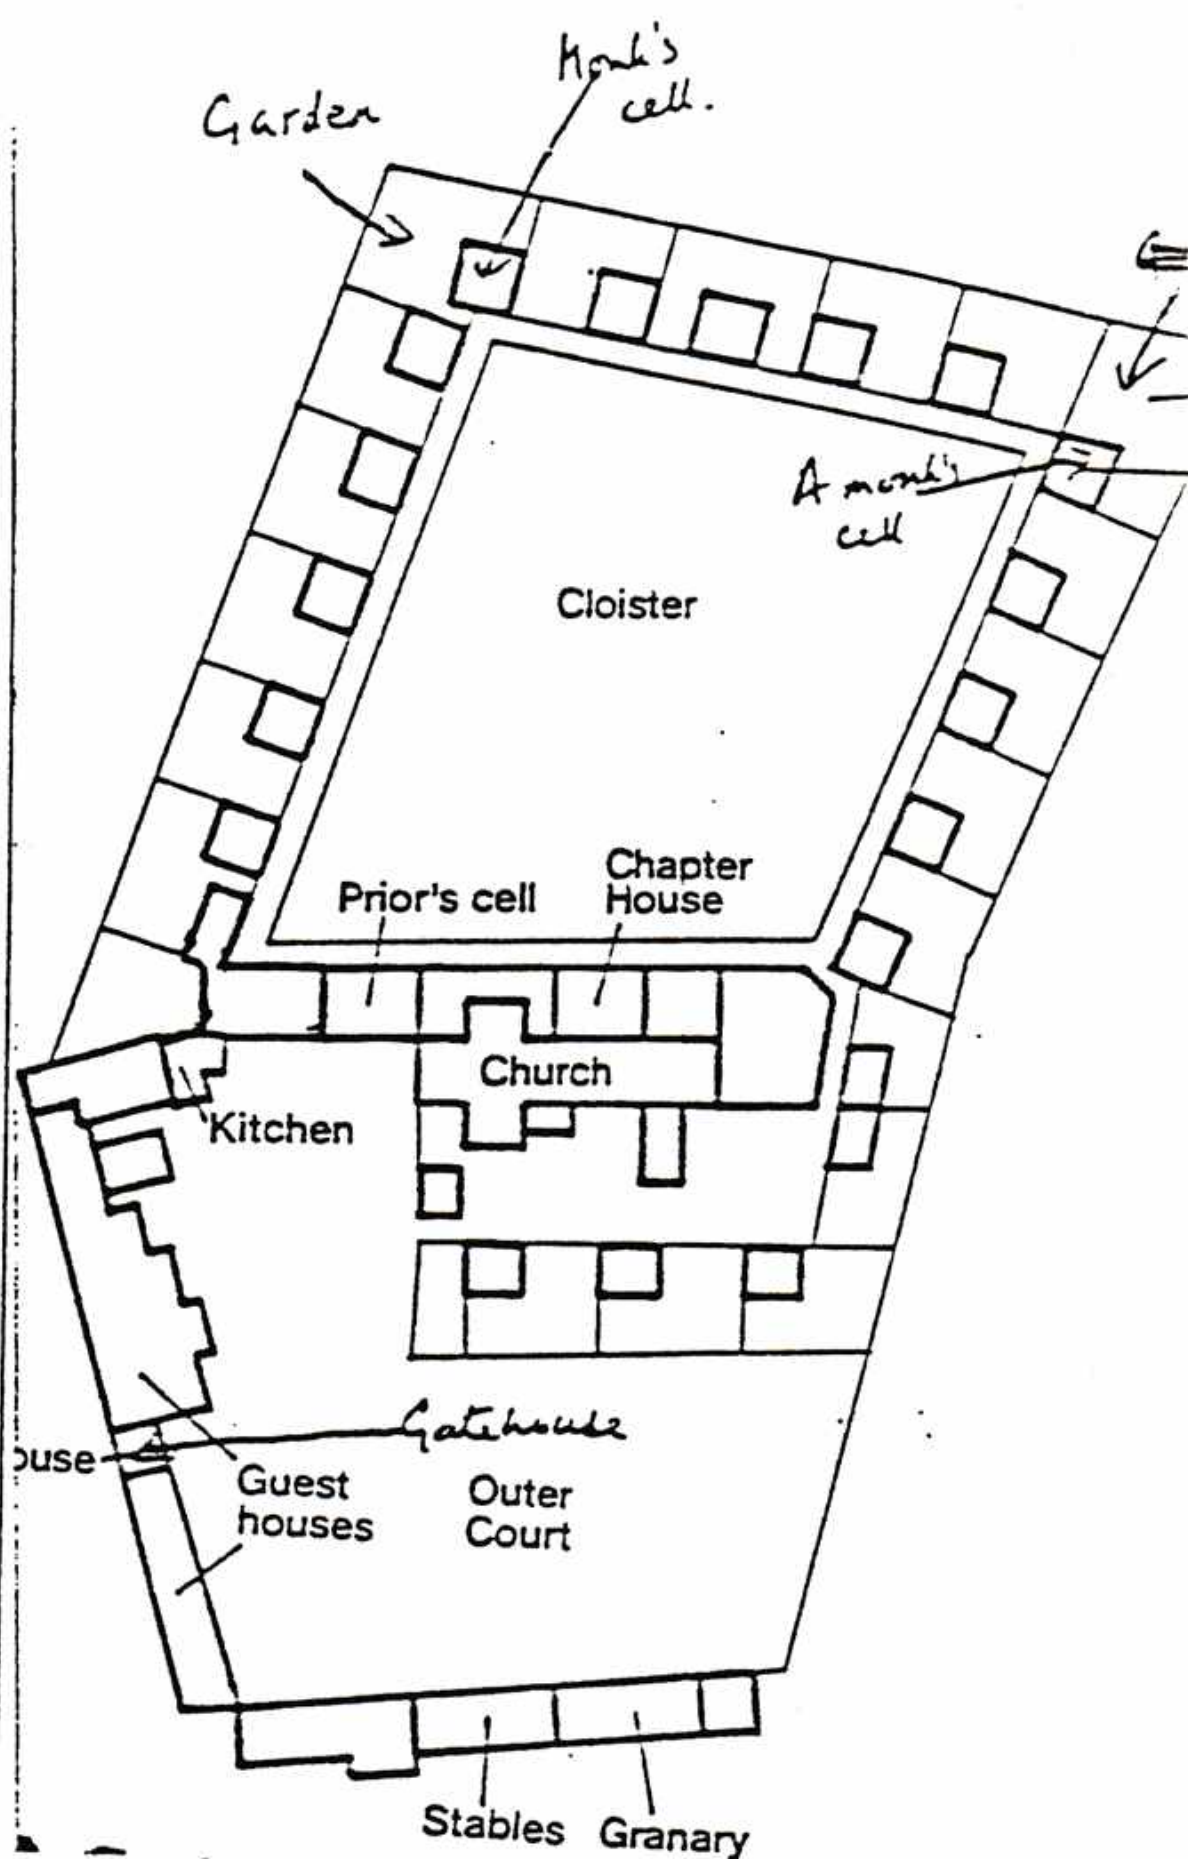 Monk's
cell.
Garden
A monk's
cell
Cloister
Chapter
House
Prior's cell
Church
Kitchen
Gatehouse
ouse
Guest
houses
Outer
Court
Stables
Granary